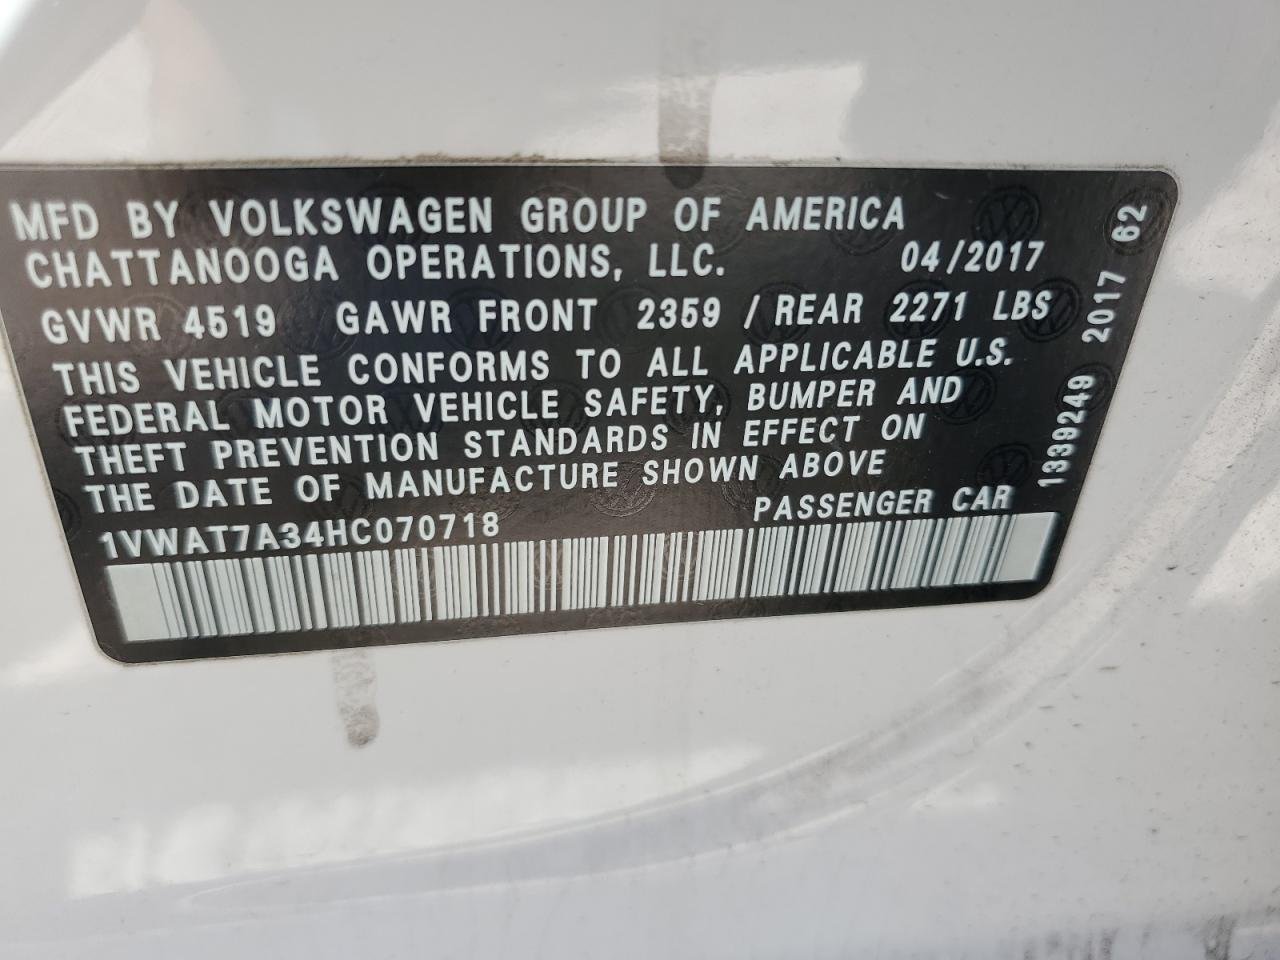 MFD BY VOLKSWAGEN GROUP OF AMERICA
CHATTANOOGA OPERATIONS, LLC. 04/2017
GVWR 4519 GAWR FRONT 2359 / REAR 2271 LBS
THIS VEHICLE CONFORMS TO ALL APPLICABLE U.S.
FEDERAL MOTOR VEHICLE SAFETY, BUMPER AND
THEFT PREVENTION STANDARDS IN EFFECT ON
THE DATE OF MANUFACTURE SHOWN ABOVE
1VWAT7A34HC070718 PASSENGER CAR
1339249 2017 62